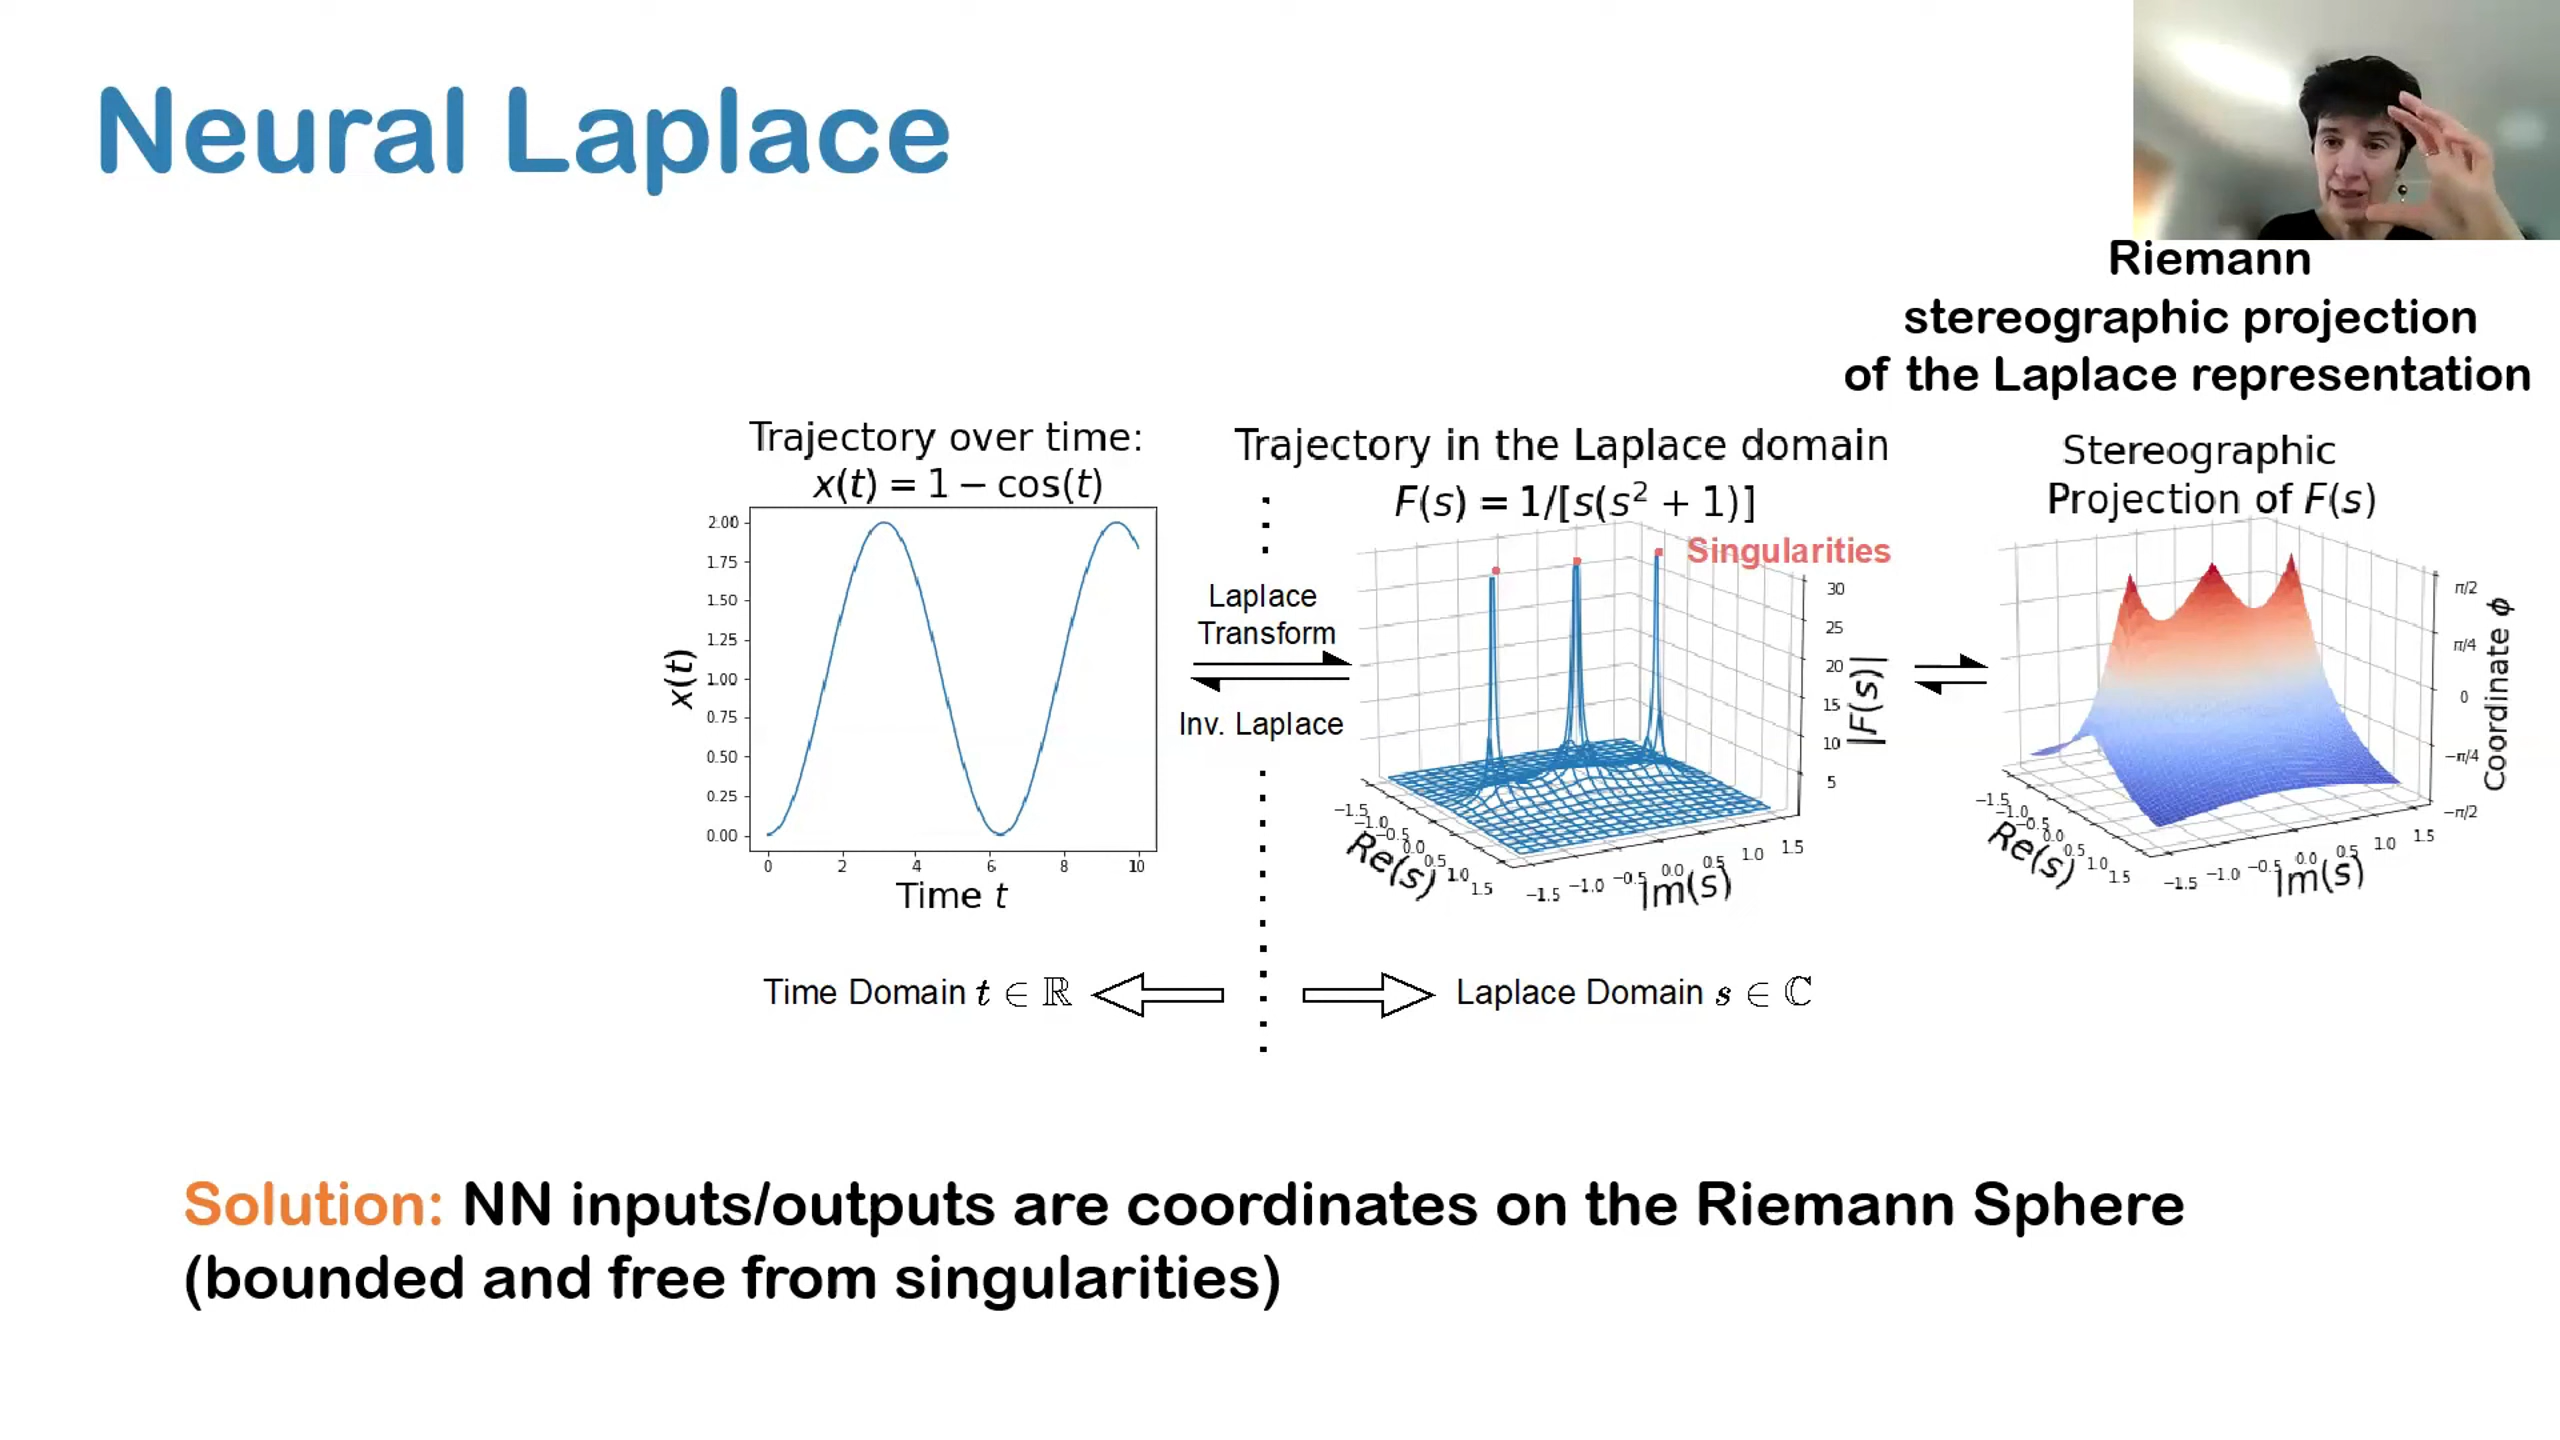 Neural Laplace
Riemann
stereographic projection
of the Laplace representation
Trajectory over time:
x(t) = 1 − cos(t)
2.00
1.75
1.50
1.25
1.00
0.75
0.50
0.25
0.00
x(t)
0 2 4 6 8 10
Time t
Laplace
Transform
Inv. Laplace
Trajectory in the Laplace domain
F(s) = 1/[s(s² + 1)]
Singularities
30
25
20
15
10
5
|F(s)|
−1.5
−1.0
−0.5
0.0
0.5
1.0
1.5
Re(s)
−1.5 −1.0 −0.5 0.0 0.5 1.0 1.5
Im(s)
Stereographic
Projection of F(s)
π/2
π/4
0
−π/4
−π/2
Coordinate ϕ
−1.5
−1.0
−0.5
0.0
0.5
1.0
1.5
Re(s)
−1.5 −1.0 −0.5 0.0 0.5 1.0 1.5
Im(s)
Time Domain t ∈ ℝ
Laplace Domain s ∈ ℂ
Solution: NN inputs/outputs are coordinates on the Riemann Sphere
(bounded and free from singularities)